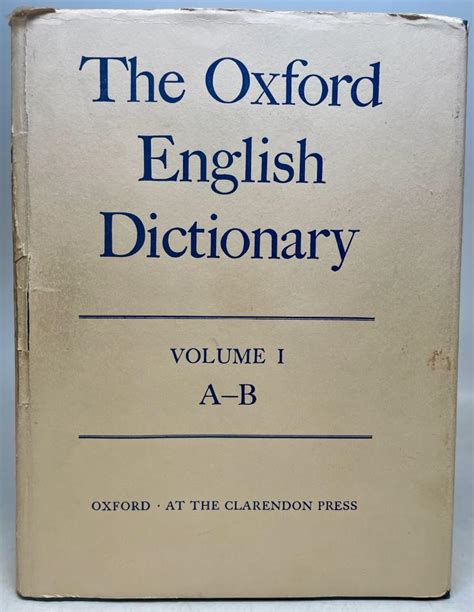 The Oxford
English
Dictionary
VOLUME I
A–B
OXFORD · AT THE CLARENDON PRESS